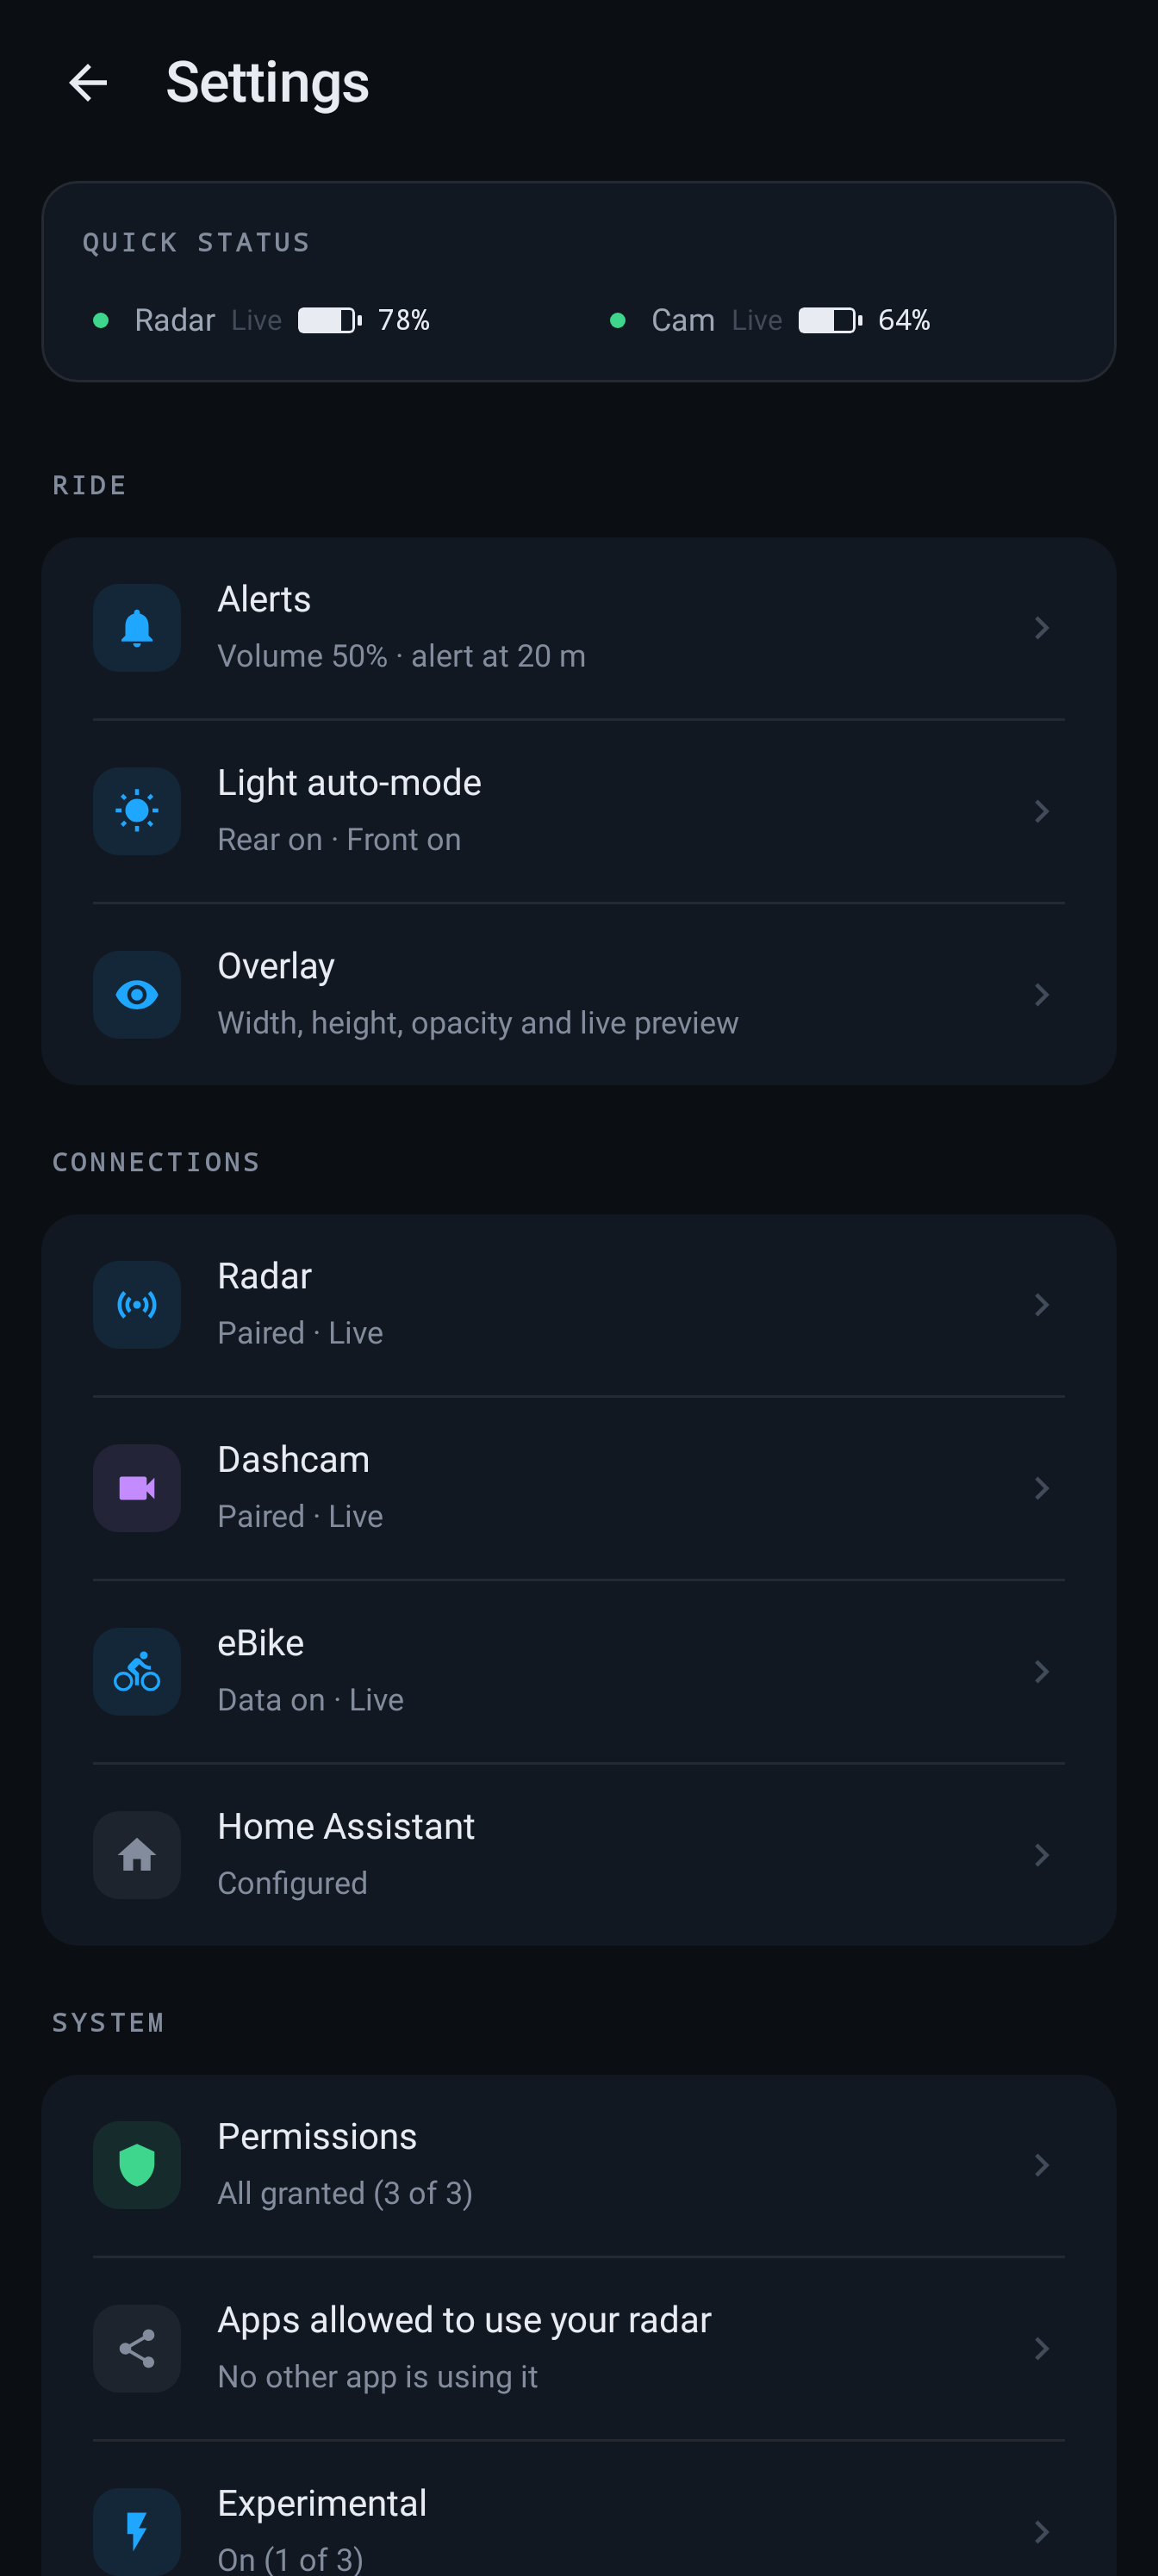 Settings
QUICK STATUS
Radar Live 78% Cam Live 64%
RIDE
Alerts
Volume 50% · alert at 20 m
Light auto-mode
Rear on · Front on
Overlay
Width, height, opacity and live preview
CONNECTIONS
Radar
Paired · Live
Dashcam
Paired · Live
eBike
Data on · Live
Home Assistant
Configured
SYSTEM
Permissions
All granted (3 of 3)
Apps allowed to use your radar
No other app is using it
Experimental
On (1 of 3)